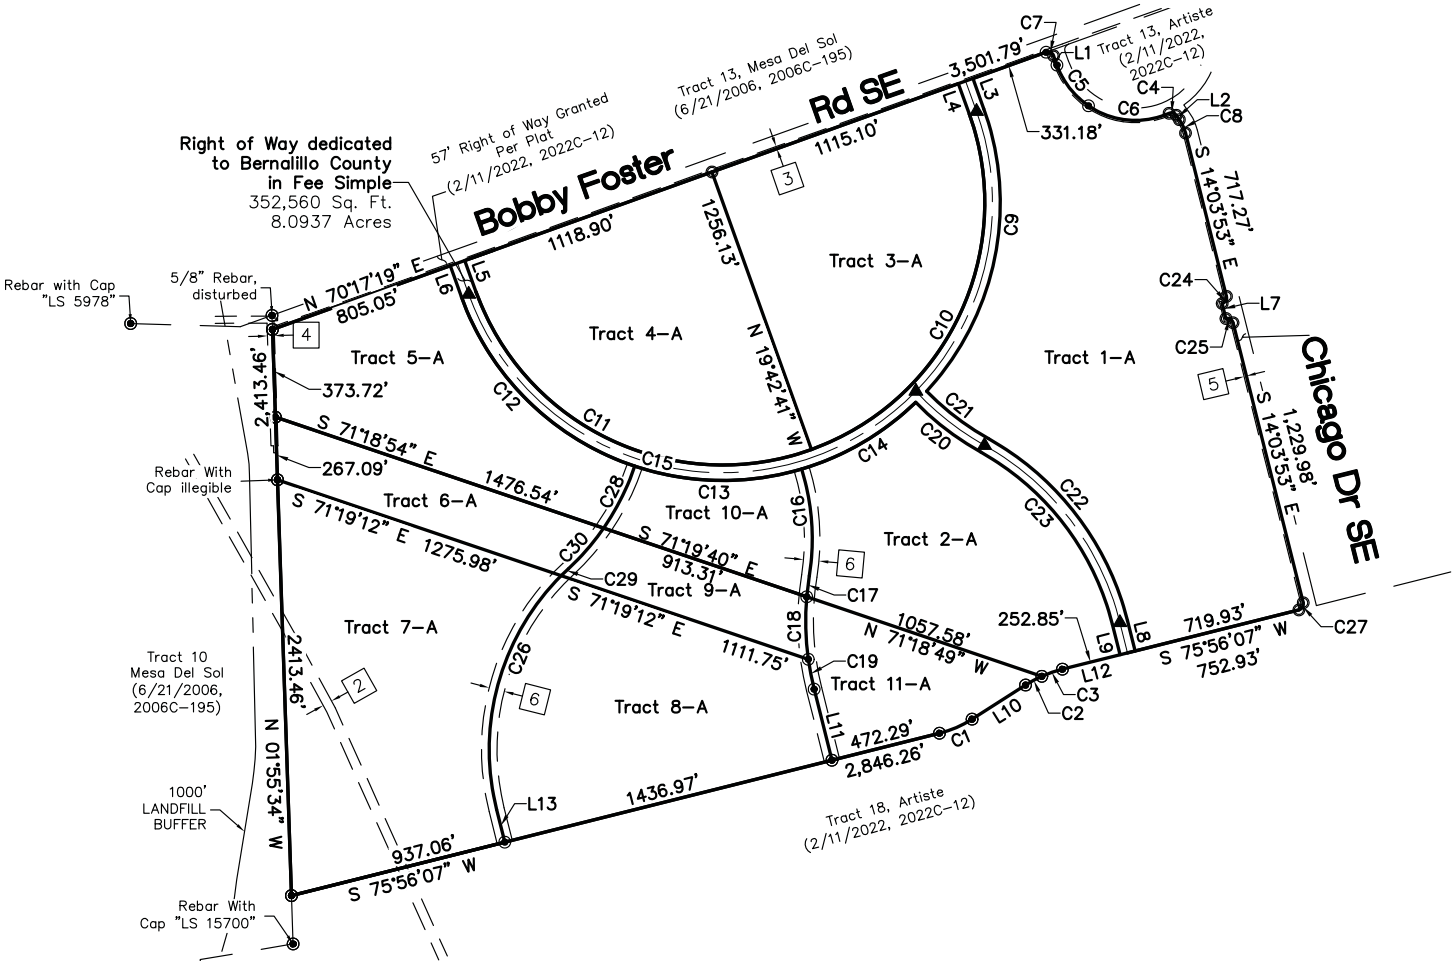 C7
L1
Tract 13, Artiste
(2/11/2022,
2022C-12)
3,501.79'
Tract 13, Mesa Del Sol
(6/21/2006, 2006C-195)
Rd SE
1115.10'
L4
L3
331.18'
C5
C4
C6
L2
C8
57' Right of Way Granted
Per Plat
(2/11/2022, 2022C-12)
Right of Way dedicated
to Bernalillo County
in Fee Simple
352,560 Sq. Ft.
8.0937 Acres
Bobby Foster
1118.90'
3
1256.13'
S 14°03'53" E
717.27'
C9
Tract 3-A
L5
L6
N 70°17'19" E
805.05'
5/8" Rebar,
disturbed
Rebar with Cap
"LS 5978"
4
C24
L7
C25
Tract 4-A
N 19°42'41" W
C10
Tract 1-A
Tract 5-A
2,413.46'
373.72'
Chicago Dr SE
5
S 14°03'53" E
1,229.98'
C12
C11
C21
C20
S 71°18'54" E
1476.54'
C14
C15
267.09'
Rebar With
Cap illegible
C13
C28
C16
C22
C23
Tract 6-A
Tract 10-A
S 71°19'12" E 1275.98'
S 71°19'40" E
913.31'
Tract 2-A
C30
6
C29
Tract 9-A
C17
S 71°19'12" E
1111.75'
C18
1057.58'
N 71°18'49" W
252.85'
L9
L8
719.93'
S 75°56'07" W
752.93'
C27
Tract 7-A
2413.46'
C26
C19
L12
C3
Tract 10
Mesa Del Sol
(6/21/2006,
2006C-195)
2
6
Tract 11-A
Tract 8-A
L10
C2
L11
472.29'
C1
2,846.26'
N 01°55'34" W
1436.97'
1000'
LANDFILL
BUFFER
L13
Tract 18, Artiste
(2/11/2022, 2022C-12)
937.06'
S 75°56'07" W
Rebar With
Cap "LS 15700"